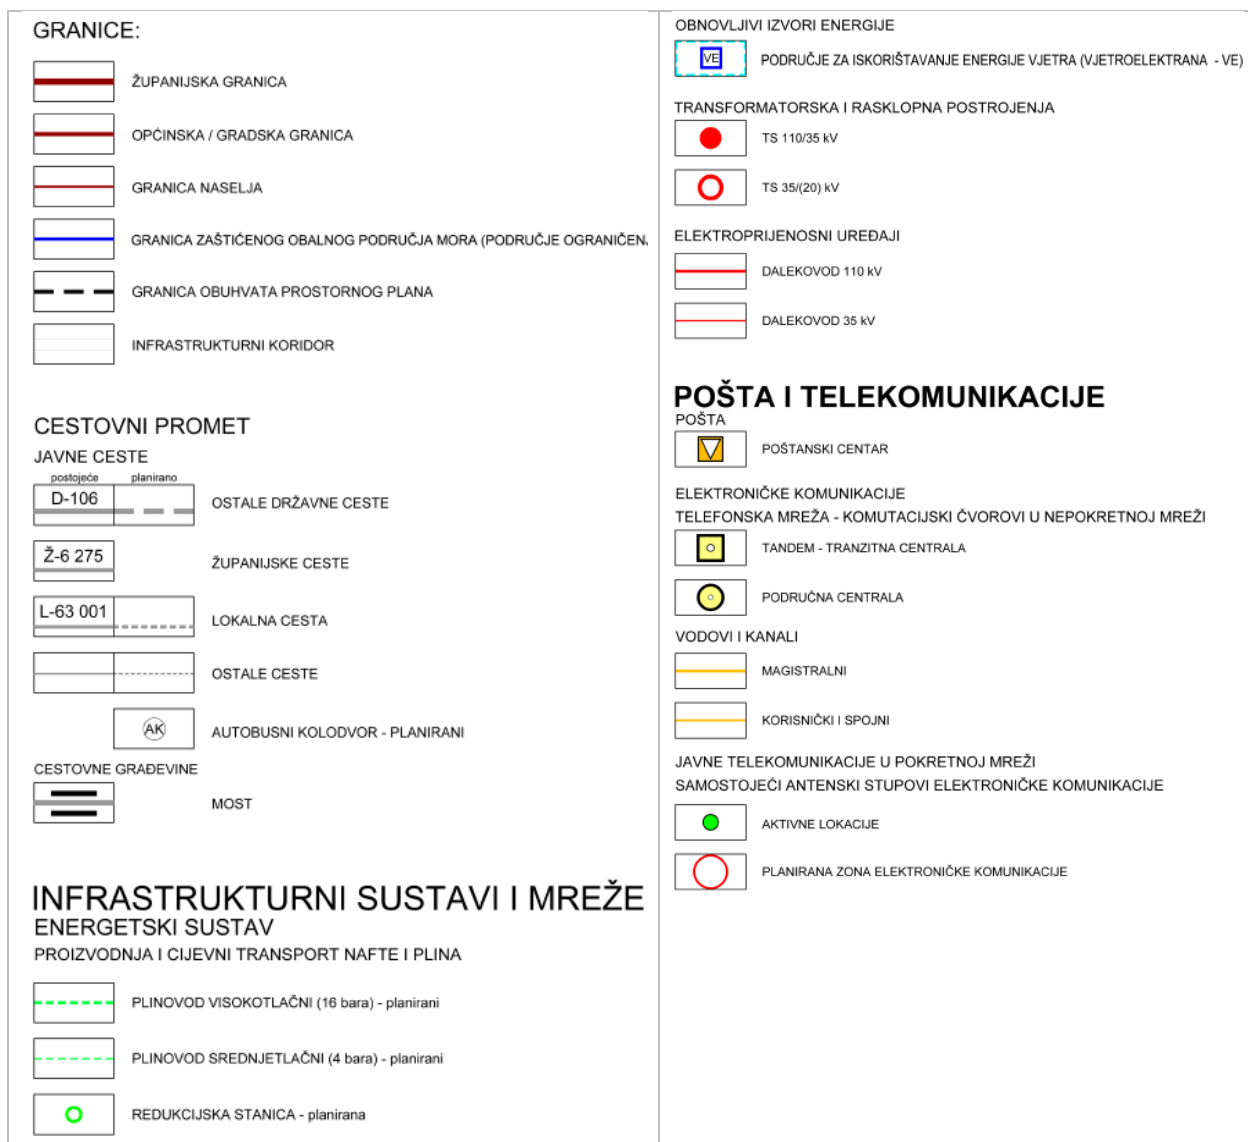 GRANICE:
ŽUPANIJSKA GRANICA
OPĆINSKA / GRADSKA GRANICA
GRANICA NASELJA
GRANICA ZAŠTIĆENOG OBALNOG PODRUČJA MORA (PODRUČJE OGRANIČEN
GRANICA OBUHVATA PROSTORNOG PLANA
INFRASTRUKTURNI KORIDOR
CESTOVNI PROMET
JAVNE CESTE
postojeće planirano
D-106 OSTALE DRŽAVNE CESTE
Ž-6 275 ŽUPANIJSKE CESTE
L-63 001 LOKALNA CESTA
OSTALE CESTE
AK AUTOBUSNI KOLODVOR - PLANIRANI
CESTOVNE GRAĐEVINE
MOST
INFRASTRUKTURNI SUSTAVI I MREŽE
ENERGETSKI SUSTAV
PROIZVODNJA I CIJEVNI TRANSPORT NAFTE I PLINA
PLINOVOD VISOKOTLAČNI (16 bara) - planirani
PLINOVOD SREDNJETLAČNI (4 bara) - planirani
REDUKCIJSKA STANICA - planirana
OBNOVLJIVI IZVORI ENERGIJE
VE PODRUČJE ZA ISKORIŠTAVANJE ENERGIJE VJETRA (VJETROELEKTRANA - VE)
TRANSFORMATORSKA I RASKLOPNA POSTROJENJA
TS 110/35 kV
TS 35/(20) kV
ELEKTROPRIJENOSNI UREĐAJI
DALEKOVOD 110 kV
DALEKOVOD 35 kV
POŠTA I TELEKOMUNIKACIJE
POŠTA
POŠTANSKI CENTAR
ELEKTRONIČKE KOMUNIKACIJE
TELEFONSKA MREŽA - KOMUTACIJSKI ČVOROVI U NEPOKRETNOJ MREŽI
TANDEM - TRANZITNA CENTRALA
PODRUČNA CENTRALA
VODOVI I KANALI
MAGISTRALNI
KORISNIČKI I SPOJNI
JAVNE TELEKOMUNIKACIJE U POKRETNOJ MREŽI
SAMOSTOJEĆI ANTENSKI STUPOVI ELEKTRONIČKE KOMUNIKACIJE
AKTIVNE LOKACIJE
PLANIRANA ZONA ELEKTRONIČKE KOMUNIKACIJE